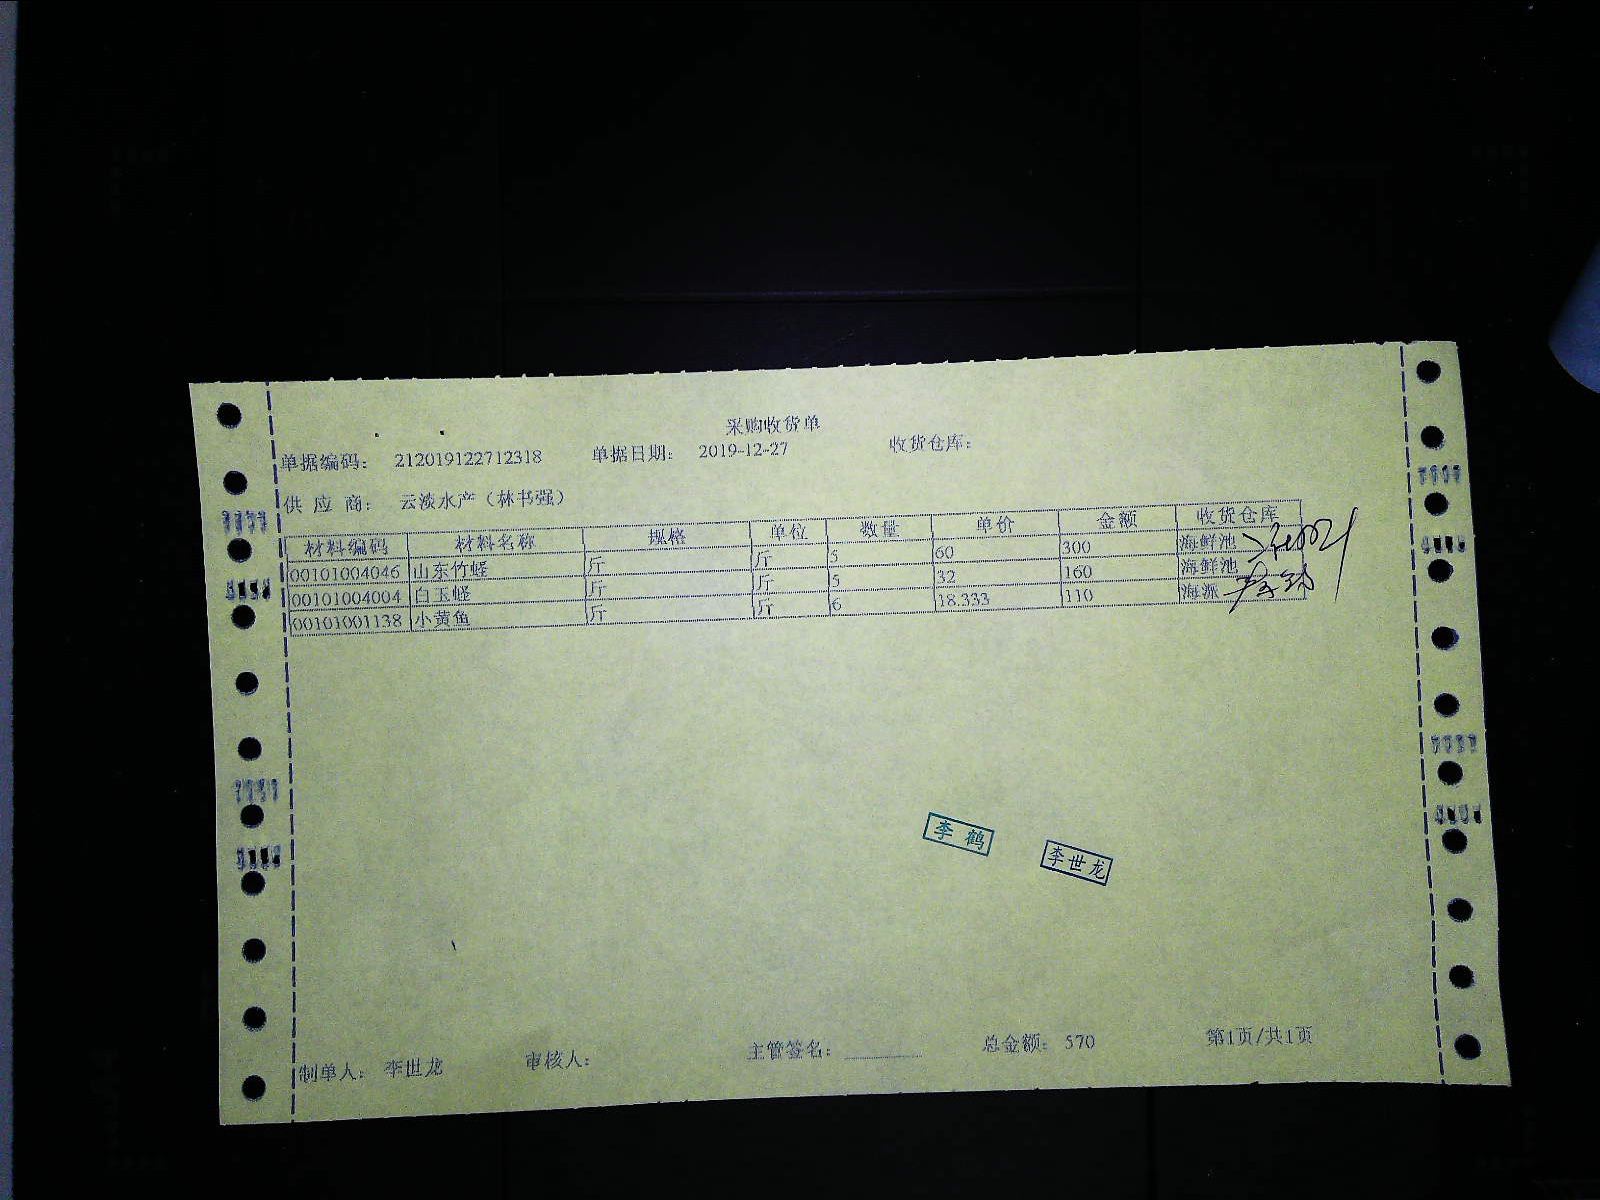 采购收货单
单据编码： 212019122712318 单据日期： 2019-12-27 收货仓库：
供 应 商： 云淡水产（林书强）
材料编码 材料名称 规格 单位 数量 单价 金额 收货仓库
00101004046 山东竹蛏 斤 斤 5 60 300 海鲜池
00101004004 白玉蛏 斤 斤 5 32 160 海鲜池
00101001138 小黄鱼 斤 斤 6 18.333 110 海派
李鹤
李世龙
制单人： 李世龙 审核人： 主管签名： 总金额： 570 第1页/共1页